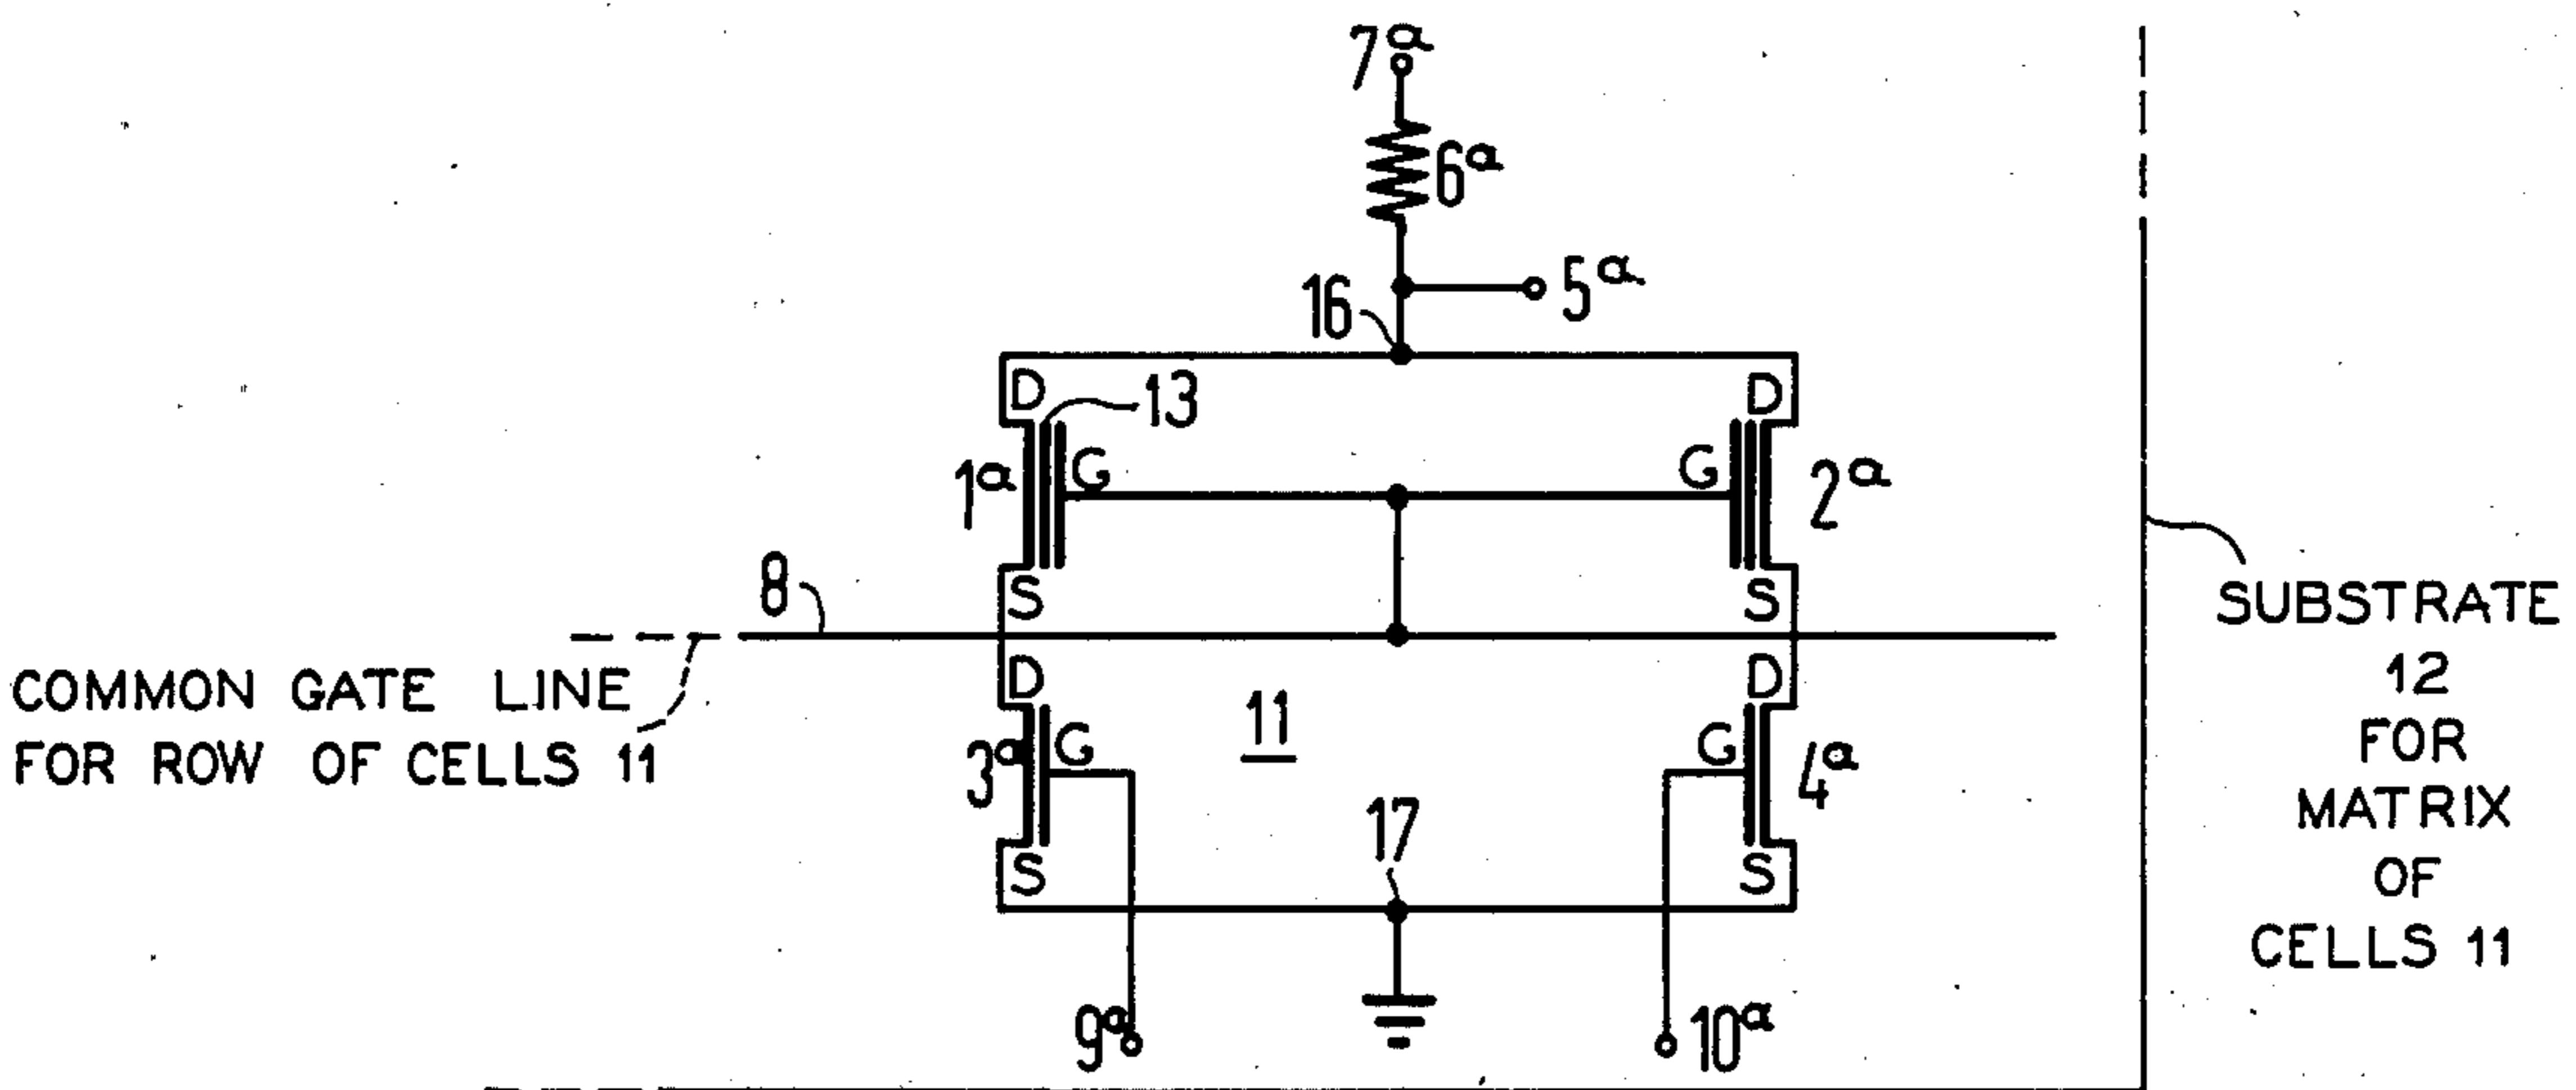 7a
6a
5a
16
D
13
D
1a
G
G
2a
S
S
8
COMMON GATE LINE
FOR ROW OF CELLS 11
D
D
11
3a
G
G
4a
17
S
S
9a
10a
SUBSTRATE
12
FOR
MATRIX
OF
CELLS 11